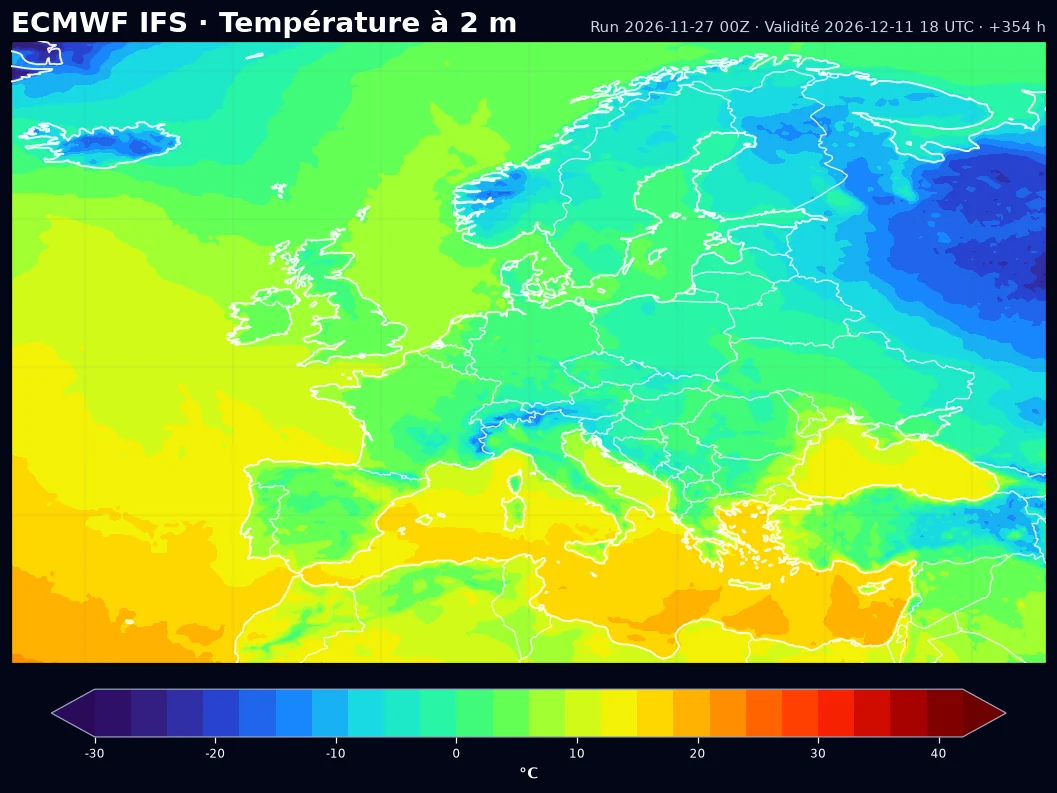 ECMWF IFS · Température à 2 m
Run 2026-11-27 00Z · Validité 2026-12-11 18 UTC · +354 h
-30 -20 -10 0 10 20 30 40
°C